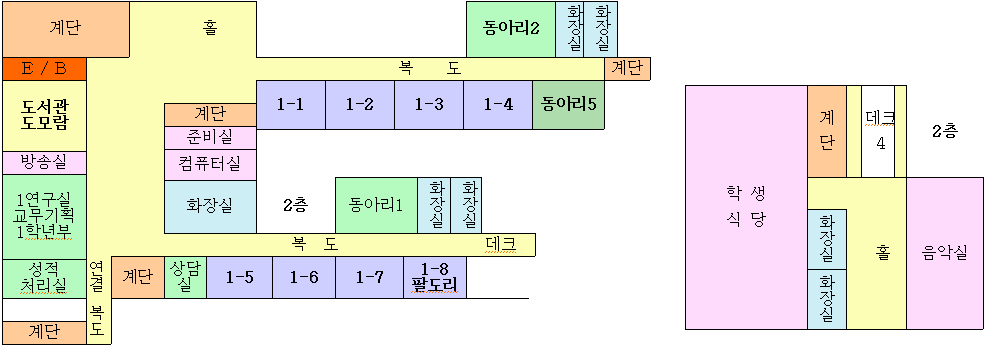 계단
홀
동아리2
화장실
화장실
E / B
복 도
계단
도서관
도모람
계단
1-1
1-2
1-3
1-4
동아리5
준비실
방송실
컴퓨터실
1연구실
교무기획
1학년부
화장실
2층
동아리1
화장실
화장실
복 도
데크
성적
처리실
연결 복도
계단
상담실
1-5
1-6
1-7
1-8
팔도리
계단
학 생
식 당
계단
데크
4
2층
화장실
화장실
홀
음악실